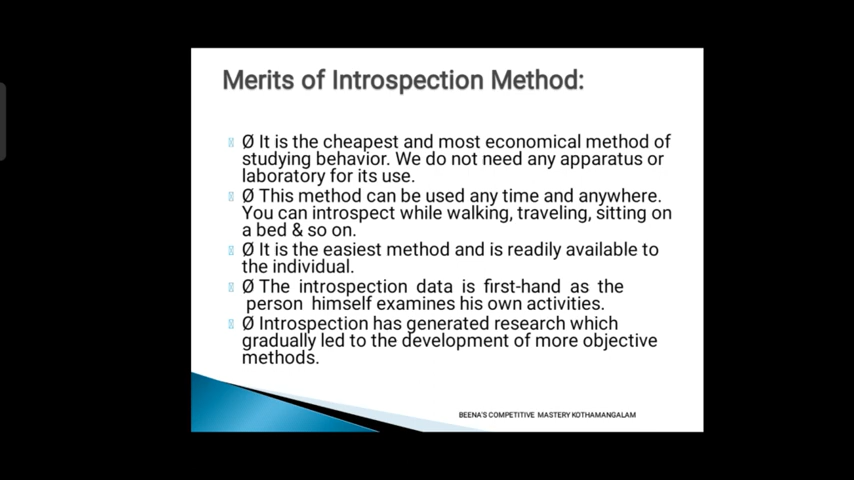 Merits of Introspection Method:
Ø It is the cheapest and most economical method of
studying behavior. We do not need any apparatus or
laboratory for its use.
Ø This method can be used any time and anywhere.
You can introspect while walking, traveling, sitting on
a bed & so on.
Ø It is the easiest method and is readily available to
the individual.
Ø The introspection data is first-hand as the
person himself examines his own activities.
Ø Introspection has generated research which
gradually led to the development of more objective
methods.
BEENA'S COMPETITIVE MASTERY KOTHAMANGALAM